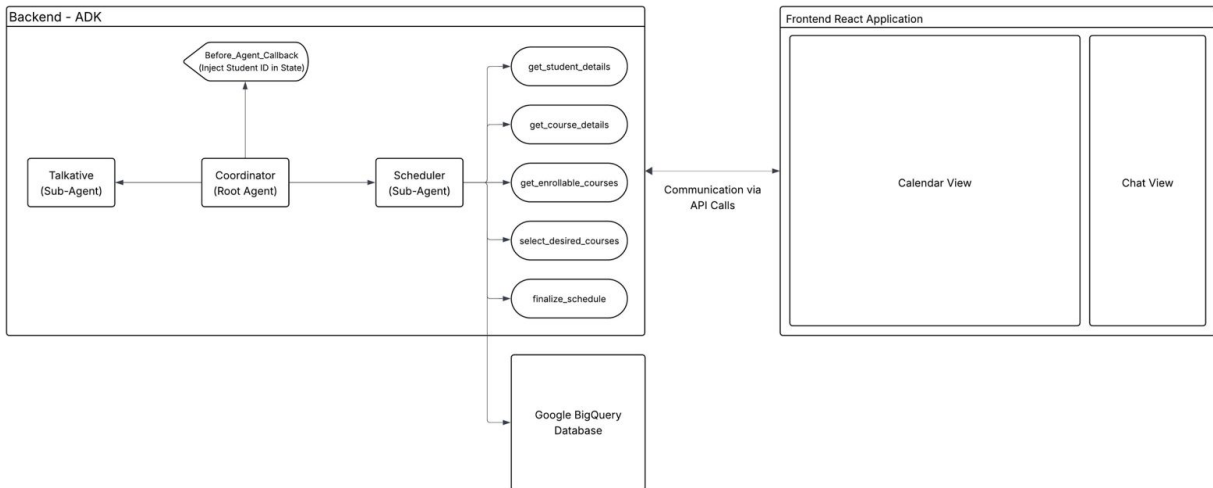 Backend - ADK
Before_Agent_Callback
(Inject Student ID in State)
Talkative
(Sub-Agent)
Coordinator
(Root Agent)
Scheduler
(Sub-Agent)
get_student_details
get_course_details
get_enrollable_courses
select_desired_courses
finalize_schedule
Google BigQuery
Database
Communication via
API Calls
Frontend React Application
Calendar View
Chat View